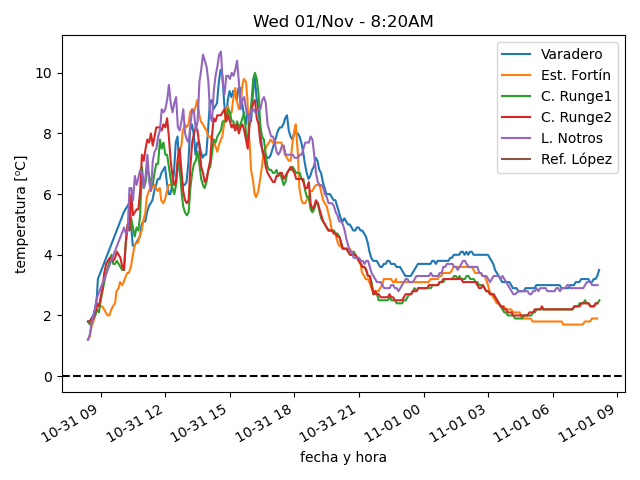 Wed 01/Nov - 8:20AM
temperatura [ºC]
10
8
6
4
2
0
Varadero
Est. Fortín
C. Runge1
C. Runge2
L. Notros
Ref. López
10-31 09
10-31 12
10-31 15
10-31 18
10-31 21
11-01 00
11-01 03
11-01 06
11-01 09
fecha y hora